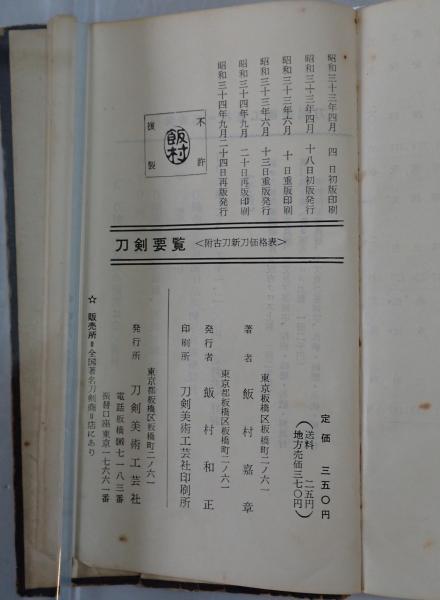 昭和三十三年四月 四 日初版印刷
昭和三十三年四月 十八日初版発行
昭和三十三年六月 十 日重版印刷
昭和三十三年六月 十三日重版発行
昭和三十四年九月二十日再版印刷
昭和三十四年九月二十四日再版発行
不許
複製
飯村
刀剣要覧 <附古刀新刀価格表>
定価 三五〇円
(送料 二五円
地方売価三七〇円)
東京都板橋区板橋町二ノ六一
著者 飯村嘉章
東京都板橋区板橋町二ノ六一
発行者 飯村和正
印刷所 刀剣美術工芸社印刷所
東京都板橋区板橋町二ノ六一
発行所 刀剣美術工芸社
電話板橋(961)七一八三番
振替口座東京一七六六一番
☆ 販売所=全国著名刀剣商=店にあり